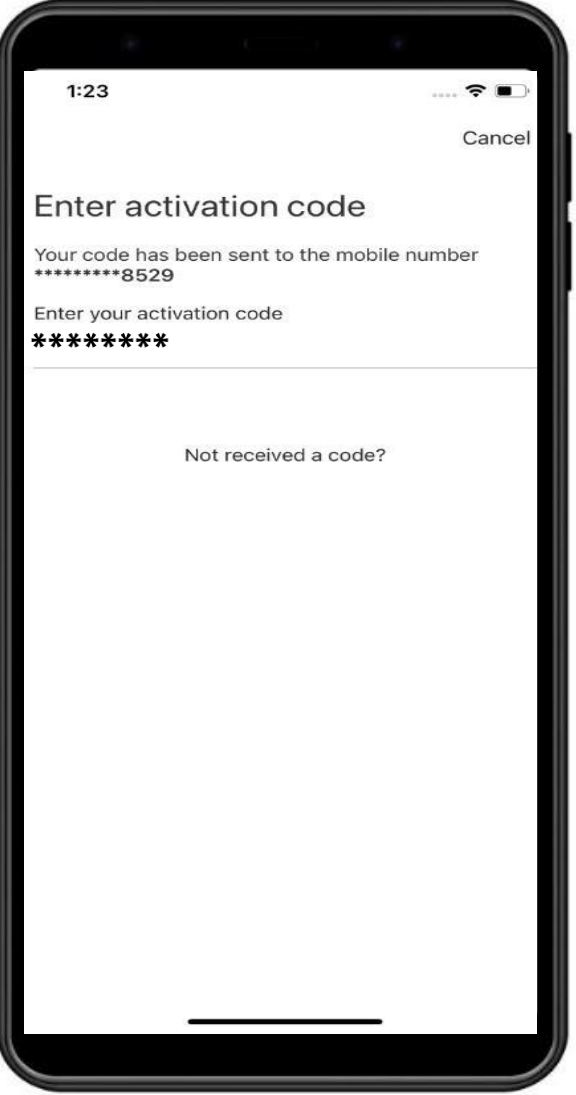 1:23
Cancel
Enter activation code
Your code has been sent to the mobile number
*********8529
Enter your activation code
********
Not received a code?